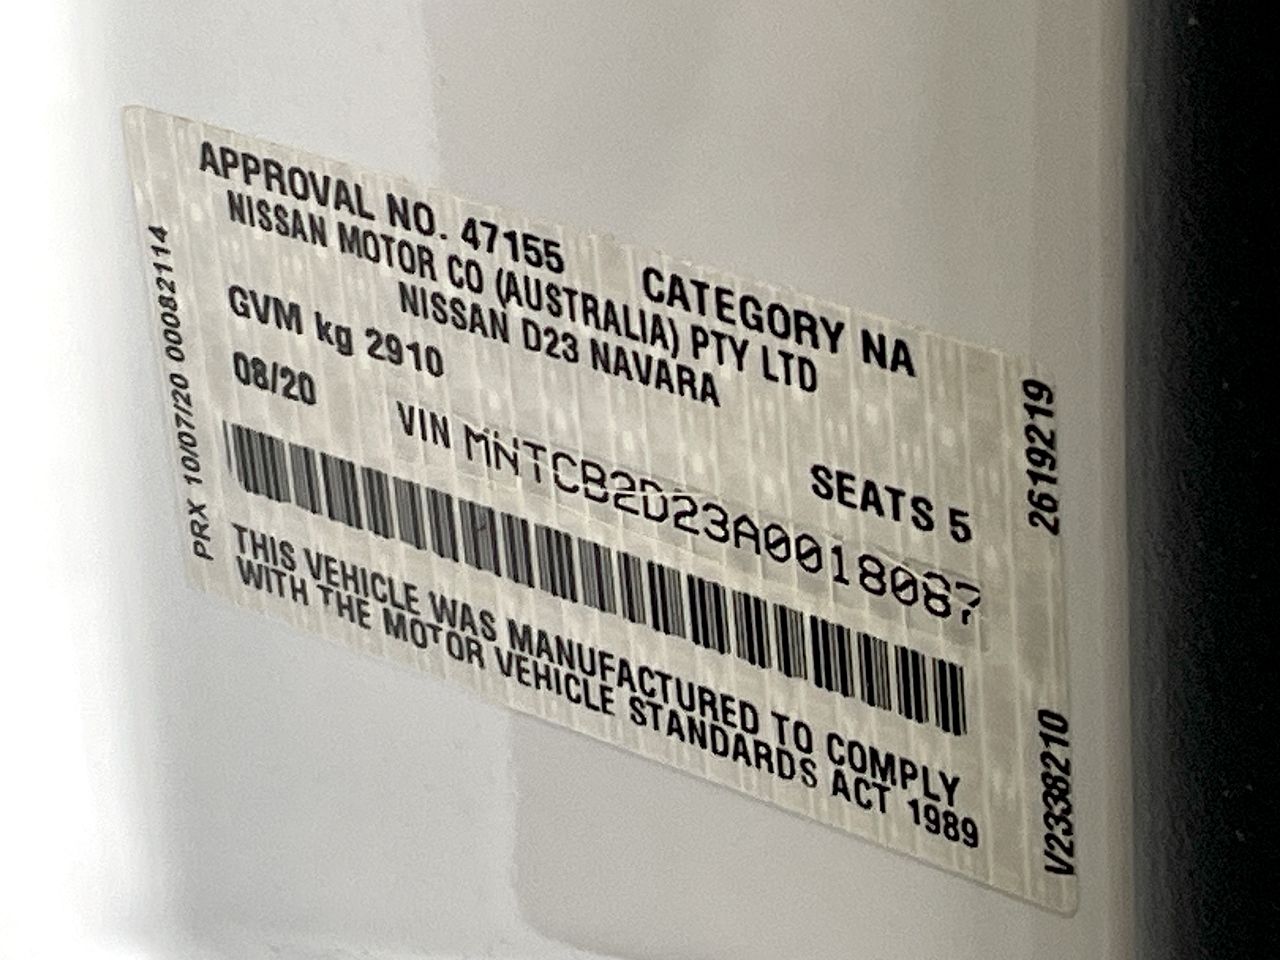 APPROVAL NO. 47155 CATEGORY NA
NISSAN MOTOR CO (AUSTRALIA) PTY LTD
NISSAN D23 NAVARA
GVM kg 2910 SEATS 5
08/20 VIN MNTCB2D23A0018087
THIS VEHICLE WAS MANUFACTURED TO COMPLY
WITH THE MOTOR VEHICLE STANDARDS ACT 1989
PRX 10/07/20 00082114
2619219
V2338210